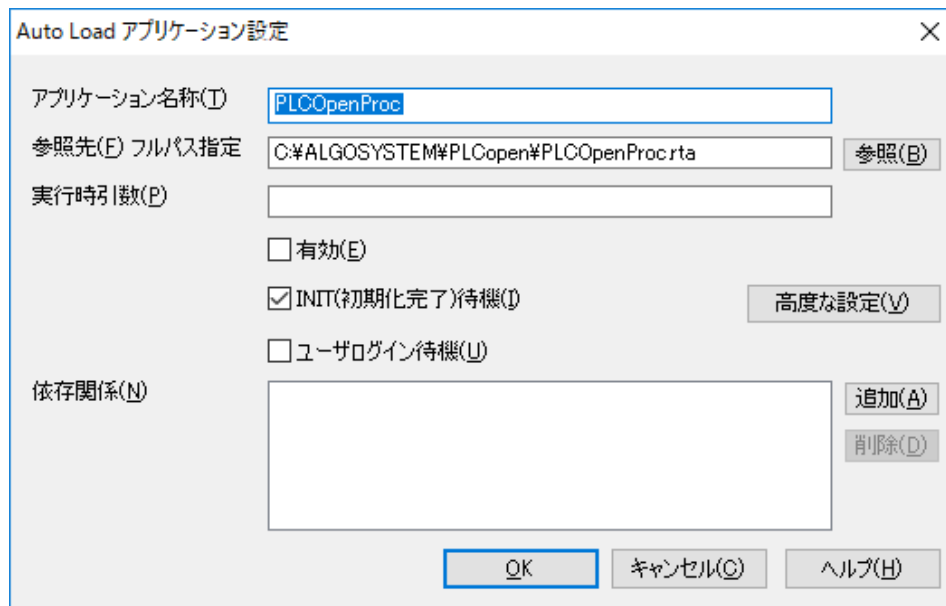 Auto Load アプリケーション設定
アプリケーション名称(T)
PLCOpenProc
参照先(F) フルパス指定
C:¥ALGOSYSTEM¥PLCopen¥PLCOpenProc.rta
参照(B)
実行時引数(P)
有効(E)
INIT(初期化完了)待機(I)
高度な設定(V)
ユーザログイン待機(U)
依存関係(N)
追加(A)
削除(D)
OK
キャンセル(C)
ヘルプ(H)